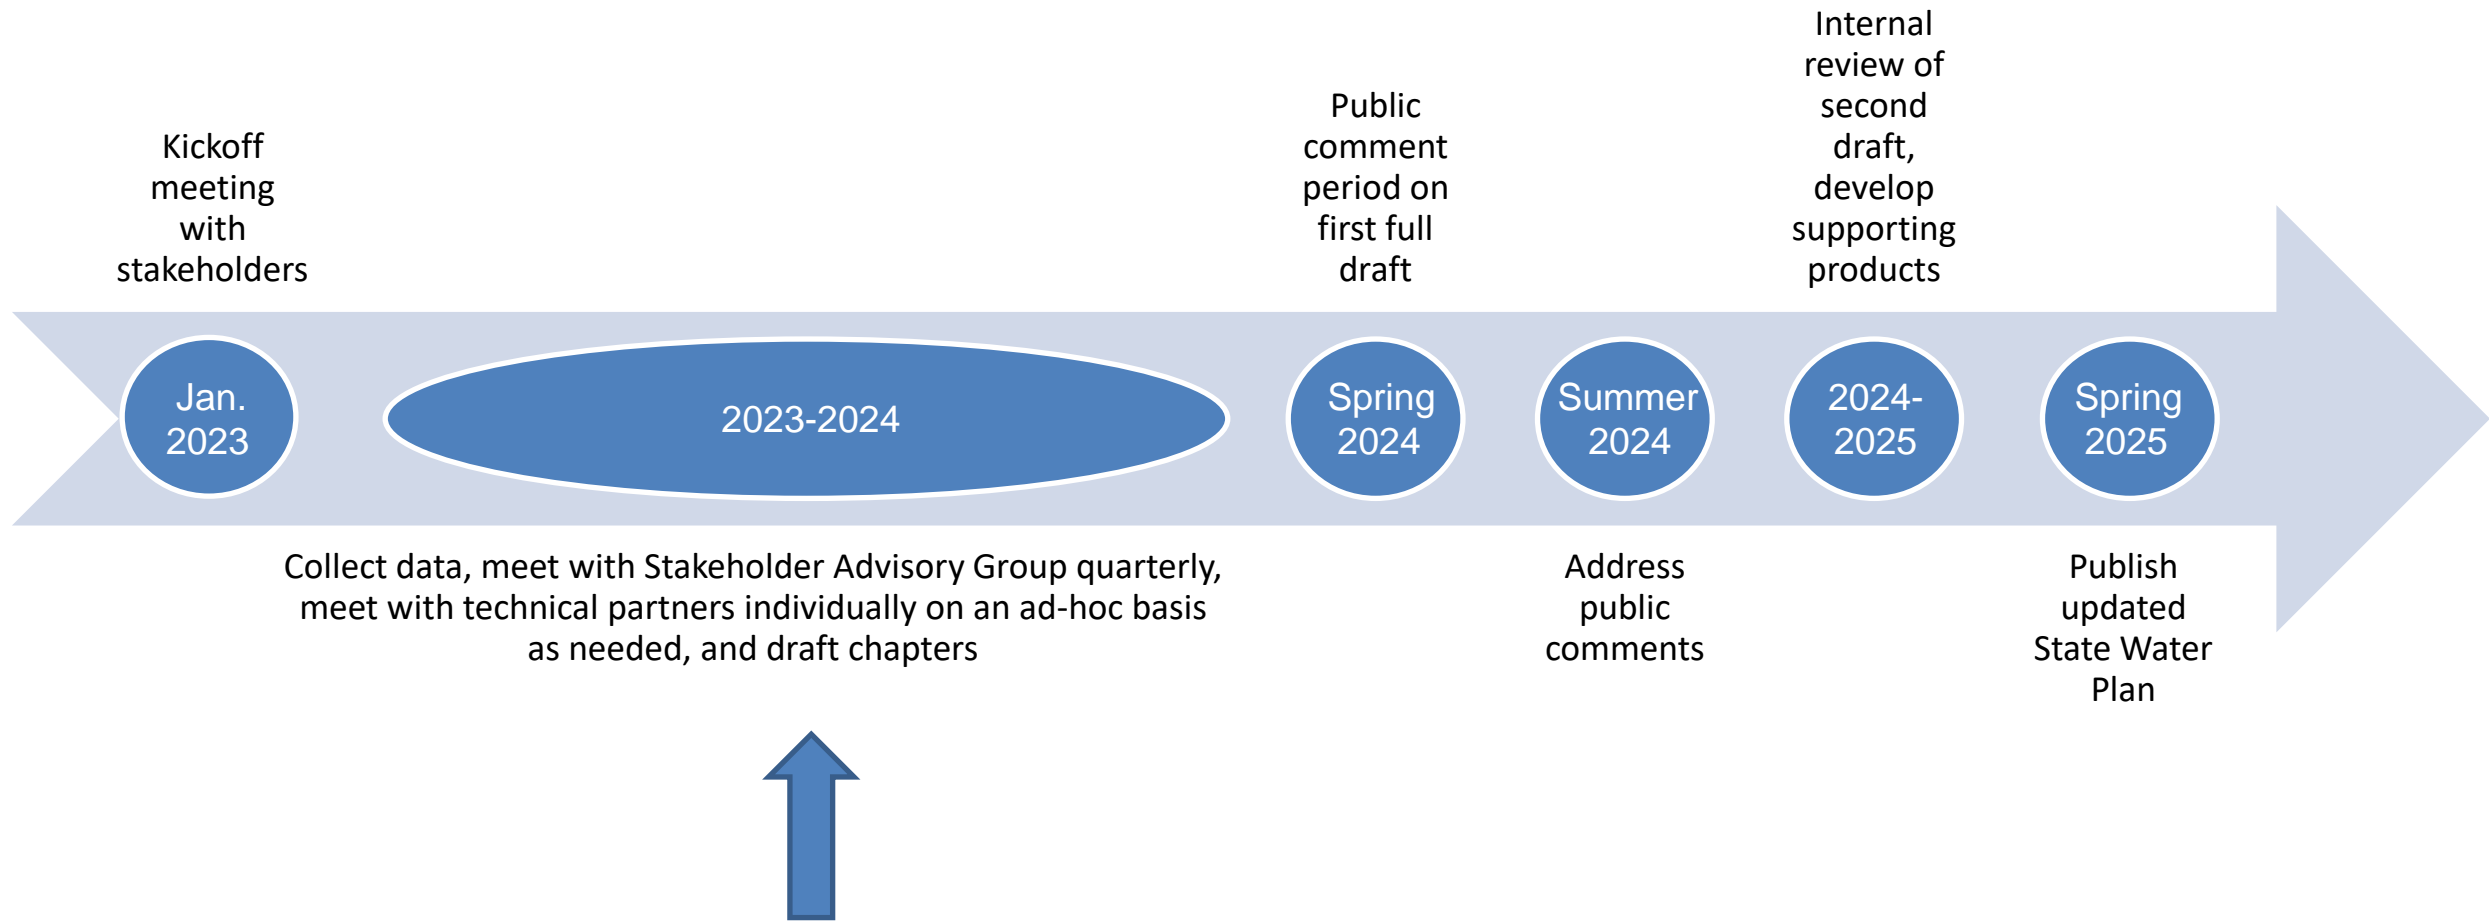 Kickoff
meeting
with
stakeholders
Jan.
2023
2023-2024
Collect data, meet with Stakeholder Advisory Group quarterly,
meet with technical partners individually on an ad-hoc basis
as needed, and draft chapters
Public
comment
period on
first full
draft
Spring
2024
Summer
2024
Address
public
comments
Internal
review of
second
draft,
develop
supporting
products
2024-
2025
Spring
2025
Publish
updated
State Water
Plan